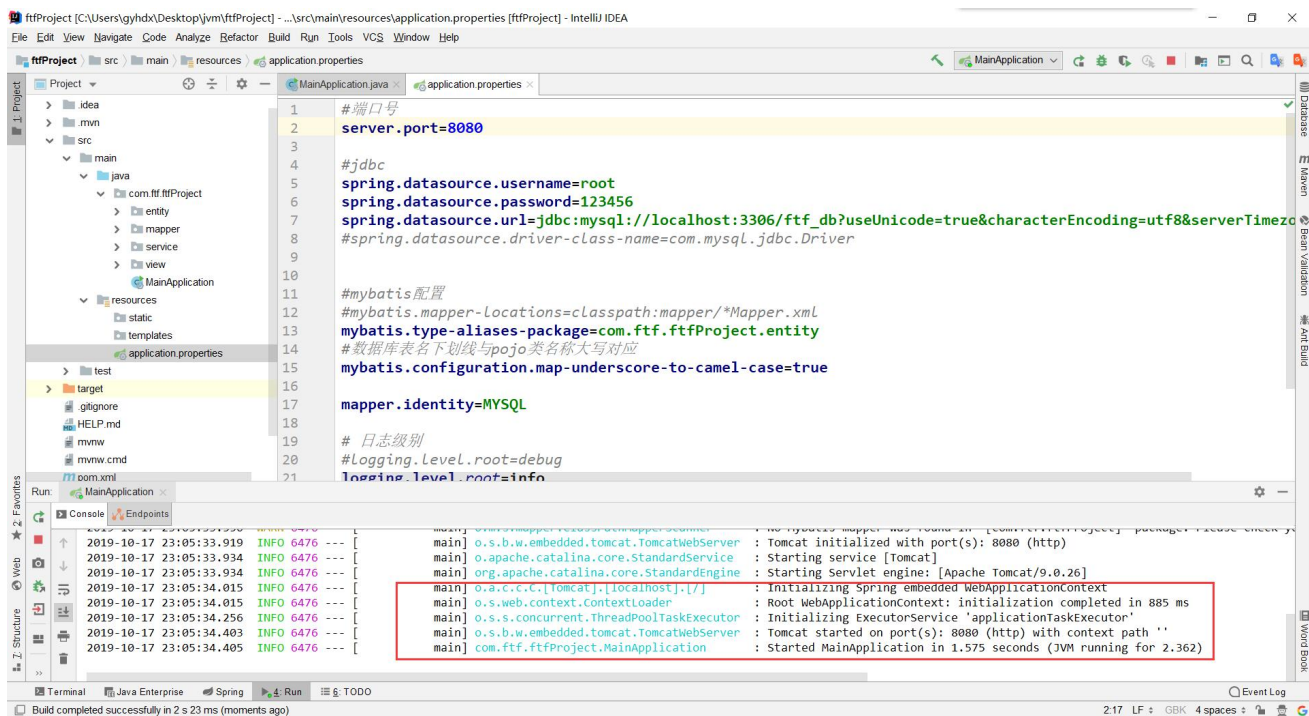 ftfProject [C:\Users\gyhdx\Desktop\jvm\ftfProject] - ...\src\main\resources\application.properties [ftfProject] - IntelliJ IDEA
File Edit View Navigate Code Analyze Refactor Build Run Tools VCS Window Help
ftfProject src main resources application.properties
MainApplication
Project
MainApplication.java application.properties
.idea
.mvn
src
main
java
com.ftf.ftfProject
entity
mapper
service
view
MainApplication
resources
static
templates
application.properties
test
target
.gitignore
HELP.md
mvnw
mvnw.cmd
pom.xml
1 #端口号
2 server.port=8080
3
4 #jdbc
5 spring.datasource.username=root
6 spring.datasource.password=123456
7 spring.datasource.url=jdbc:mysql://localhost:3306/ftf_db?useUnicode=true&characterEncoding=utf8&serverTimezo
8 #spring.datasource.driver-class-name=com.mysql.jdbc.Driver
9
10
11 #mybatis配置
12 #mybatis.mapper-locations=classpath:mapper/*Mapper.xml
13 mybatis.type-aliases-package=com.ftf.ftfProject.entity
14 #数据库表名下划线与pojo类名称大写对应
15 mybatis.configuration.map-underscore-to-camel-case=true
16
17 mapper.identity=MYSQL
18
19 # 日志级别
20 #logging.level.root=debug
21 logging.level.root=info
1: Project
2: Favorites
Web
7: Structure
Database
Maven
Bean Validation
Ant Build
Word Book
Run: MainApplication
Console Endpoints
2019-10-17 23:05:33.919 INFO 6476 --- [ main] o.s.b.w.embedded.tomcat.TomcatWebServer : Tomcat initialized with port(s): 8080 (http)
2019-10-17 23:05:33.934 INFO 6476 --- [ main] o.apache.catalina.core.StandardService : Starting service [Tomcat]
2019-10-17 23:05:33.934 INFO 6476 --- [ main] org.apache.catalina.core.StandardEngine : Starting Servlet engine: [Apache Tomcat/9.0.26]
2019-10-17 23:05:34.015 INFO 6476 --- [ main] o.a.c.c.C.[Tomcat].[localhost].[/] : Initializing Spring embedded WebApplicationContext
2019-10-17 23:05:34.015 INFO 6476 --- [ main] o.s.web.context.ContextLoader : Root WebApplicationContext: initialization completed in 885 ms
2019-10-17 23:05:34.256 INFO 6476 --- [ main] o.s.s.concurrent.ThreadPoolTaskExecutor : Initializing ExecutorService 'applicationTaskExecutor'
2019-10-17 23:05:34.403 INFO 6476 --- [ main] o.s.b.w.embedded.tomcat.TomcatWebServer : Tomcat started on port(s): 8080 (http) with context path ''
2019-10-17 23:05:34.405 INFO 6476 --- [ main] com.ftf.ftfProject.MainApplication : Started MainApplication in 1.575 seconds (JVM running for 2.362)
Terminal Java Enterprise Spring 4: Run 6: TODO Event Log
Build completed successfully in 2 s 23 ms (moments ago) 2:17 LF GBK 4 spaces